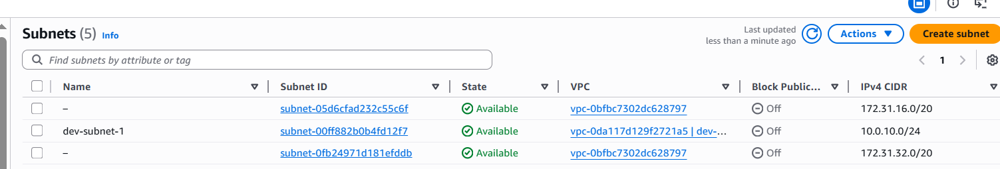 Subnets (5) Info
Last updated
less than a minute ago
Actions
Create subnet
Find subnets by attribute or tag
1
Name Subnet ID State VPC Block Public... IPv4 CIDR
– subnet-05d6cfad232c55c6f Available vpc-0bfbc7302dc628797 Off 172.31.16.0/20
dev-subnet-1 subnet-00ff882b0b4fd12f7 Available vpc-0da117d129f2721a5 | dev-... Off 10.0.10.0/24
– subnet-0fb24971d181efddb Available vpc-0bfbc7302dc628797 Off 172.31.32.0/20